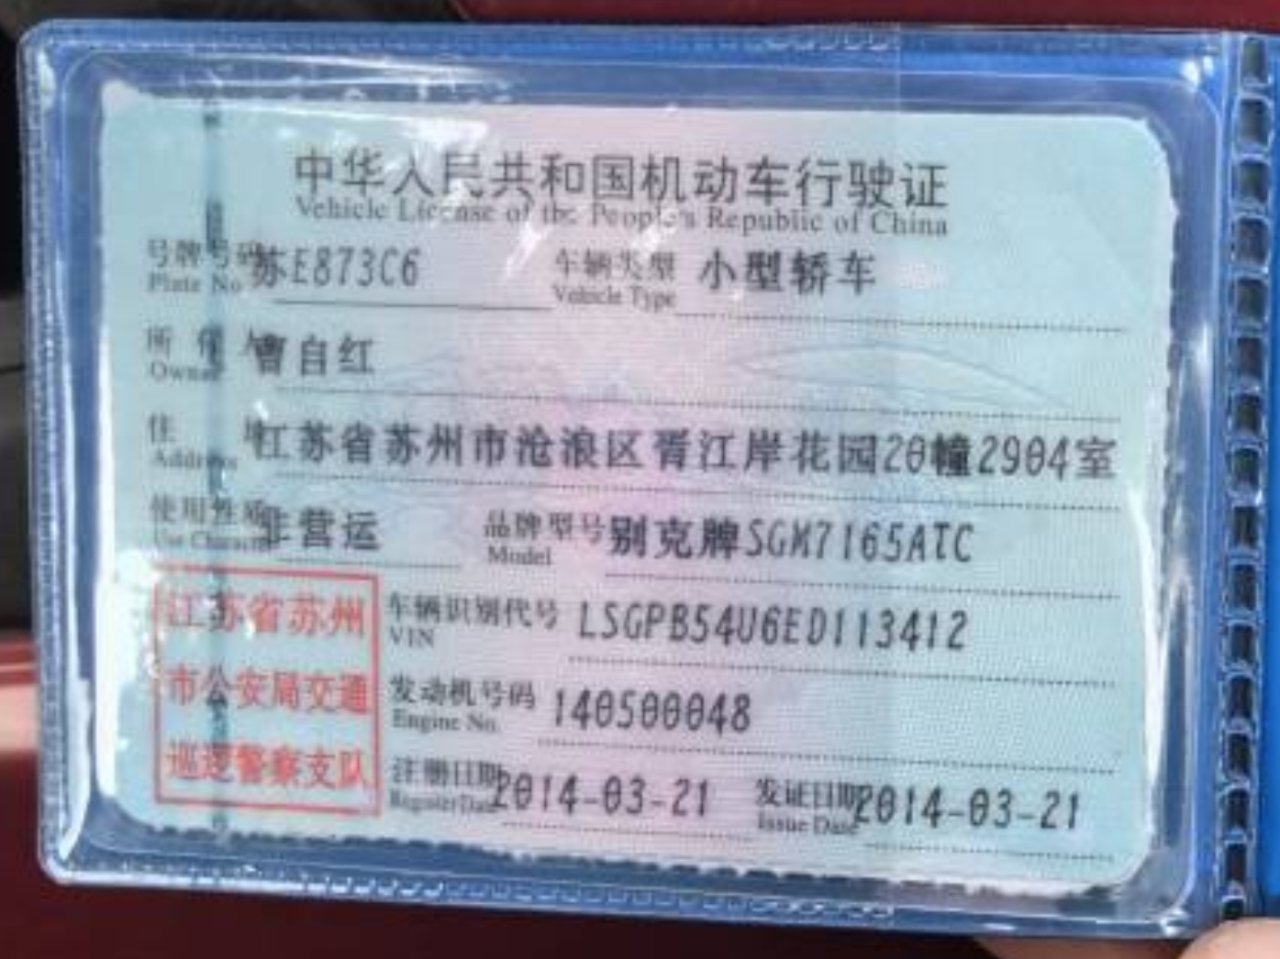 中华人民共和国机动车行驶证
Vehicle License of the People's Republic of China
号牌号码 苏E873C6 车辆类型 小型轿车
Plate No. Vehicle Type
所有人 曹自红
Owner
住址 江苏省苏州市沧浪区胥江岸花园20幢2904室
Address
使用性质 非营运 品牌型号 别克牌SGM7165ATC
Use Character Model
江苏省苏州
市公安局交通
巡逻警察支队
车辆识别代号 LSGPB54U6ED113412
VIN
发动机号码 140500048
Engine No.
注册日期 2014-03-21 发证日期 2014-03-21
Register Date Issue Date